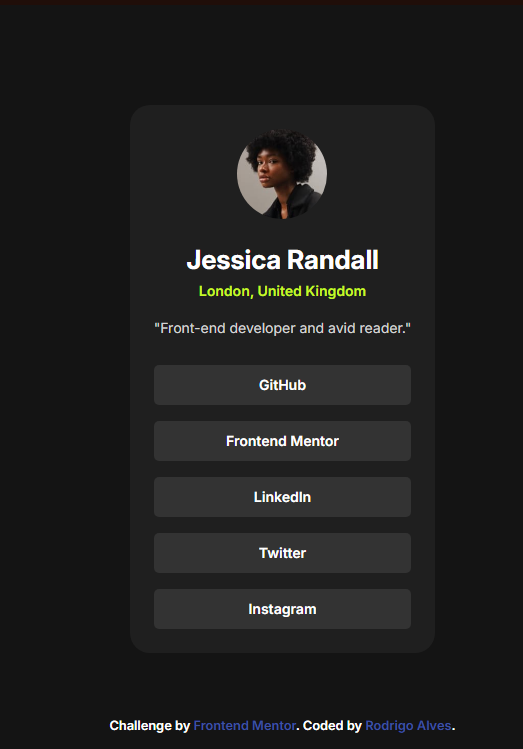 Jessica Randall
London, United Kingdom
"Front-end developer and avid reader."
GitHub
Frontend Mentor
LinkedIn
Twitter
Instagram
Challenge by Frontend Mentor. Coded by Rodrigo Alves.